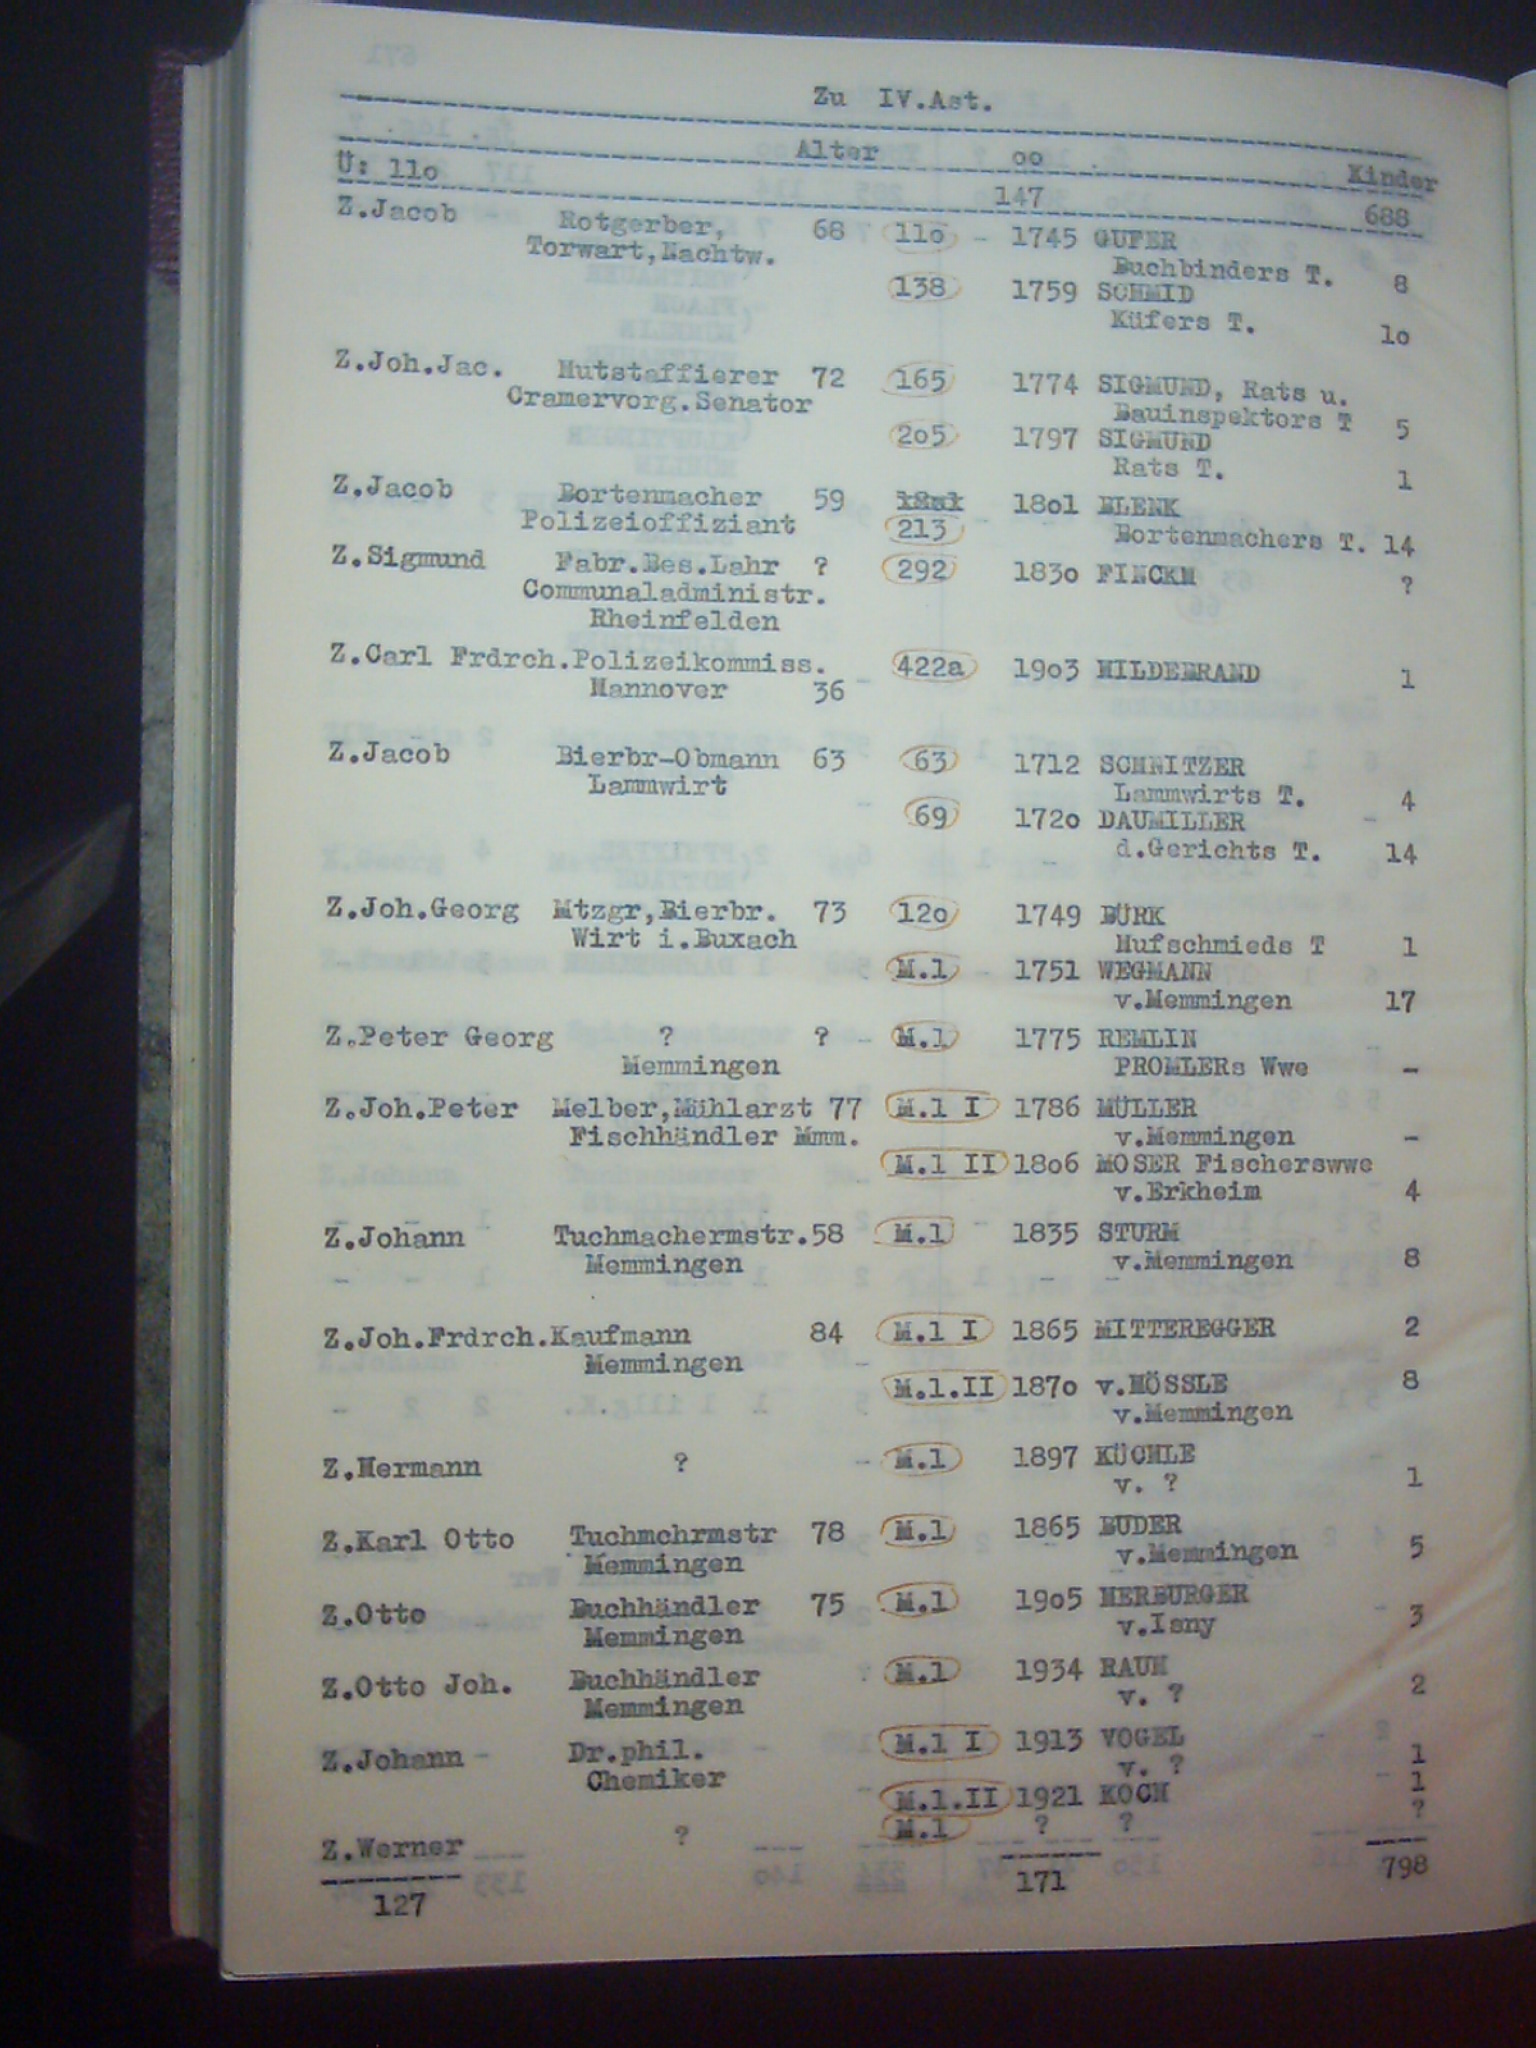 Zu IV.Ast.
Alter oo Kinder
Ü: 11o 147 688
Z.Jacob Rotgerber, 68 11o - 1745 GUFER
Torwart,Nachtw. Buchbinders T. 8
138 1759 SCHMID
Küfers T. 1o
Z.Joh.Jac. Hutstaffierer 72 165 1774 SIGMUND, Rats u.
Cramervorg.Senator Bauinspektors T 5
2o5 1797 SIGMUND
Rats T. 1
Z.Jacob Bortenmacher 59 18o1 BLENK
Polizeioffiziant 213 Bortenmachers T. 14
Z.Sigmund Fabr.Bes.Lahr ? 292 183o FINCKH ?
Communaladministr.
Rheinfelden
Z.Carl Frdrch.Polizeikommiss. 422a 19o3 HILDEBRAND 1
Hannover 36
Z.Jacob Bierbr-Obmann 63 63 1712 SCHNITZER
Lammwirt Lammwirts T. 4
69 172o DAUMILLER
d.Gerichts T. 14
Z.Joh.Georg Mtzgr,Bierbr. 73 12o 1749 BÜRK
Wirt i.Buxach Hufschmieds T 1
M.1 - 1751 WEGMANN
v.Memmingen 17
Z.Peter Georg ? ? M.1 1775 REMLIN
Memmingen PROMLERs Wwe -
Z.Joh.Peter Melber,Mühlarzt 77 M.1 I 1786 MÜLLER
Fischhändler Mmm. v.Memmingen -
M.1 II 18o6 MOSER Fischerswwe
v.Erkheim 4
Z.Johann Tuchmachermstr.58 M.1 1835 STURM
Memmingen v.Memmingen 8
Z.Joh.Frdrch.Kaufmann 84 M.1 I 1865 MITTEREGGER 2
Memmingen
M.1.II 187o v.HÖSSLE 8
v.Memmingen
Z.Hermann ? M.1 1897 KÜCHLE
v. ? 1
Z.Karl Otto Tuchmchrmstr 78 M.1 1865 BUDER
Memmingen v.Memmingen 5
Z.Otto Buchhändler 75 M.1 19o5 HERBURGER
Memmingen v.Isny 3
Z.Otto Joh. Buchhändler ? M.1 1934 RAUH
Memmingen v. ? 2
Z.Johann - Dr.phil. M.1 I 1913 VOGEL
Chemiker v. ? 1
M.1.II 1921 KOCH 1
Z.Werner ? M.1 ? ? ?
127 171 798